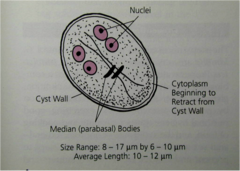 Nuclei
Cytoplasm
Beginning to
Retract from
Cyst Wall
Cyst Wall
Median (parabasal) Bodies
Size Range: 8 – 17 μm by 6 – 10 μm
Average Length: 10 – 12 μm